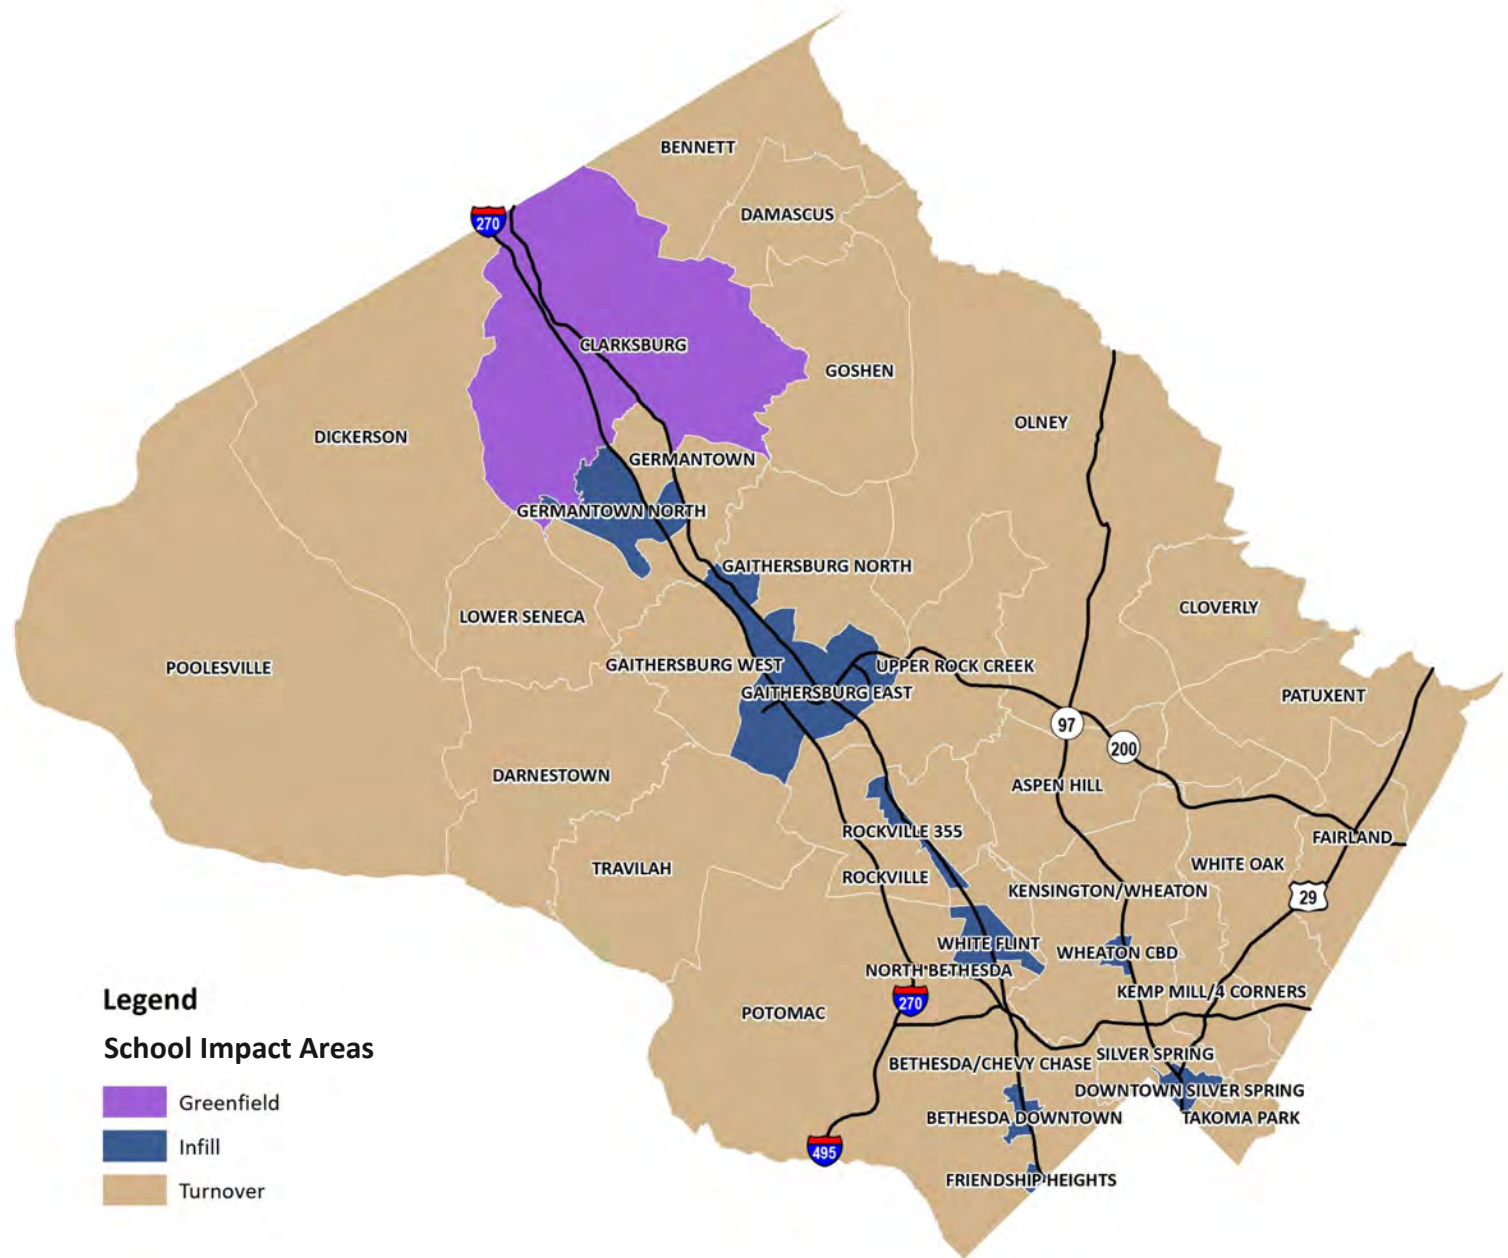 BENNETT
DAMASCUS
270
CLARKSBURG
GOSHEN
OLNEY
DICKERSON
GERMANTOWN
GERMANTOWN NORTH
GAITHERSBURG NORTH
CLOVERLY
LOWER SENECA
POOLESVILLE
GAITHERSBURG WEST
UPPER ROCK CREEK
GAITHERSBURG EAST
PATUXENT
97
200
DARNESTOWN
ASPEN HILL
ROCKVILLE 355
FAIRLAND
TRAVILAH
ROCKVILLE
WHITE OAK
KENSINGTON/WHEATON
29
WHITE FLINT
WHEATON CBD
NORTH BETHESDA
KEMP MILL/4 CORNERS
270
POTOMAC
SILVER SPRING
BETHESDA/CHEVY CHASE
DOWNTOWN SILVER SPRING
BETHESDA DOWNTOWN
TAKOMA PARK
495
FRIENDSHIP HEIGHTS
Legend
School Impact Areas
Greenfield
Infill
Turnover